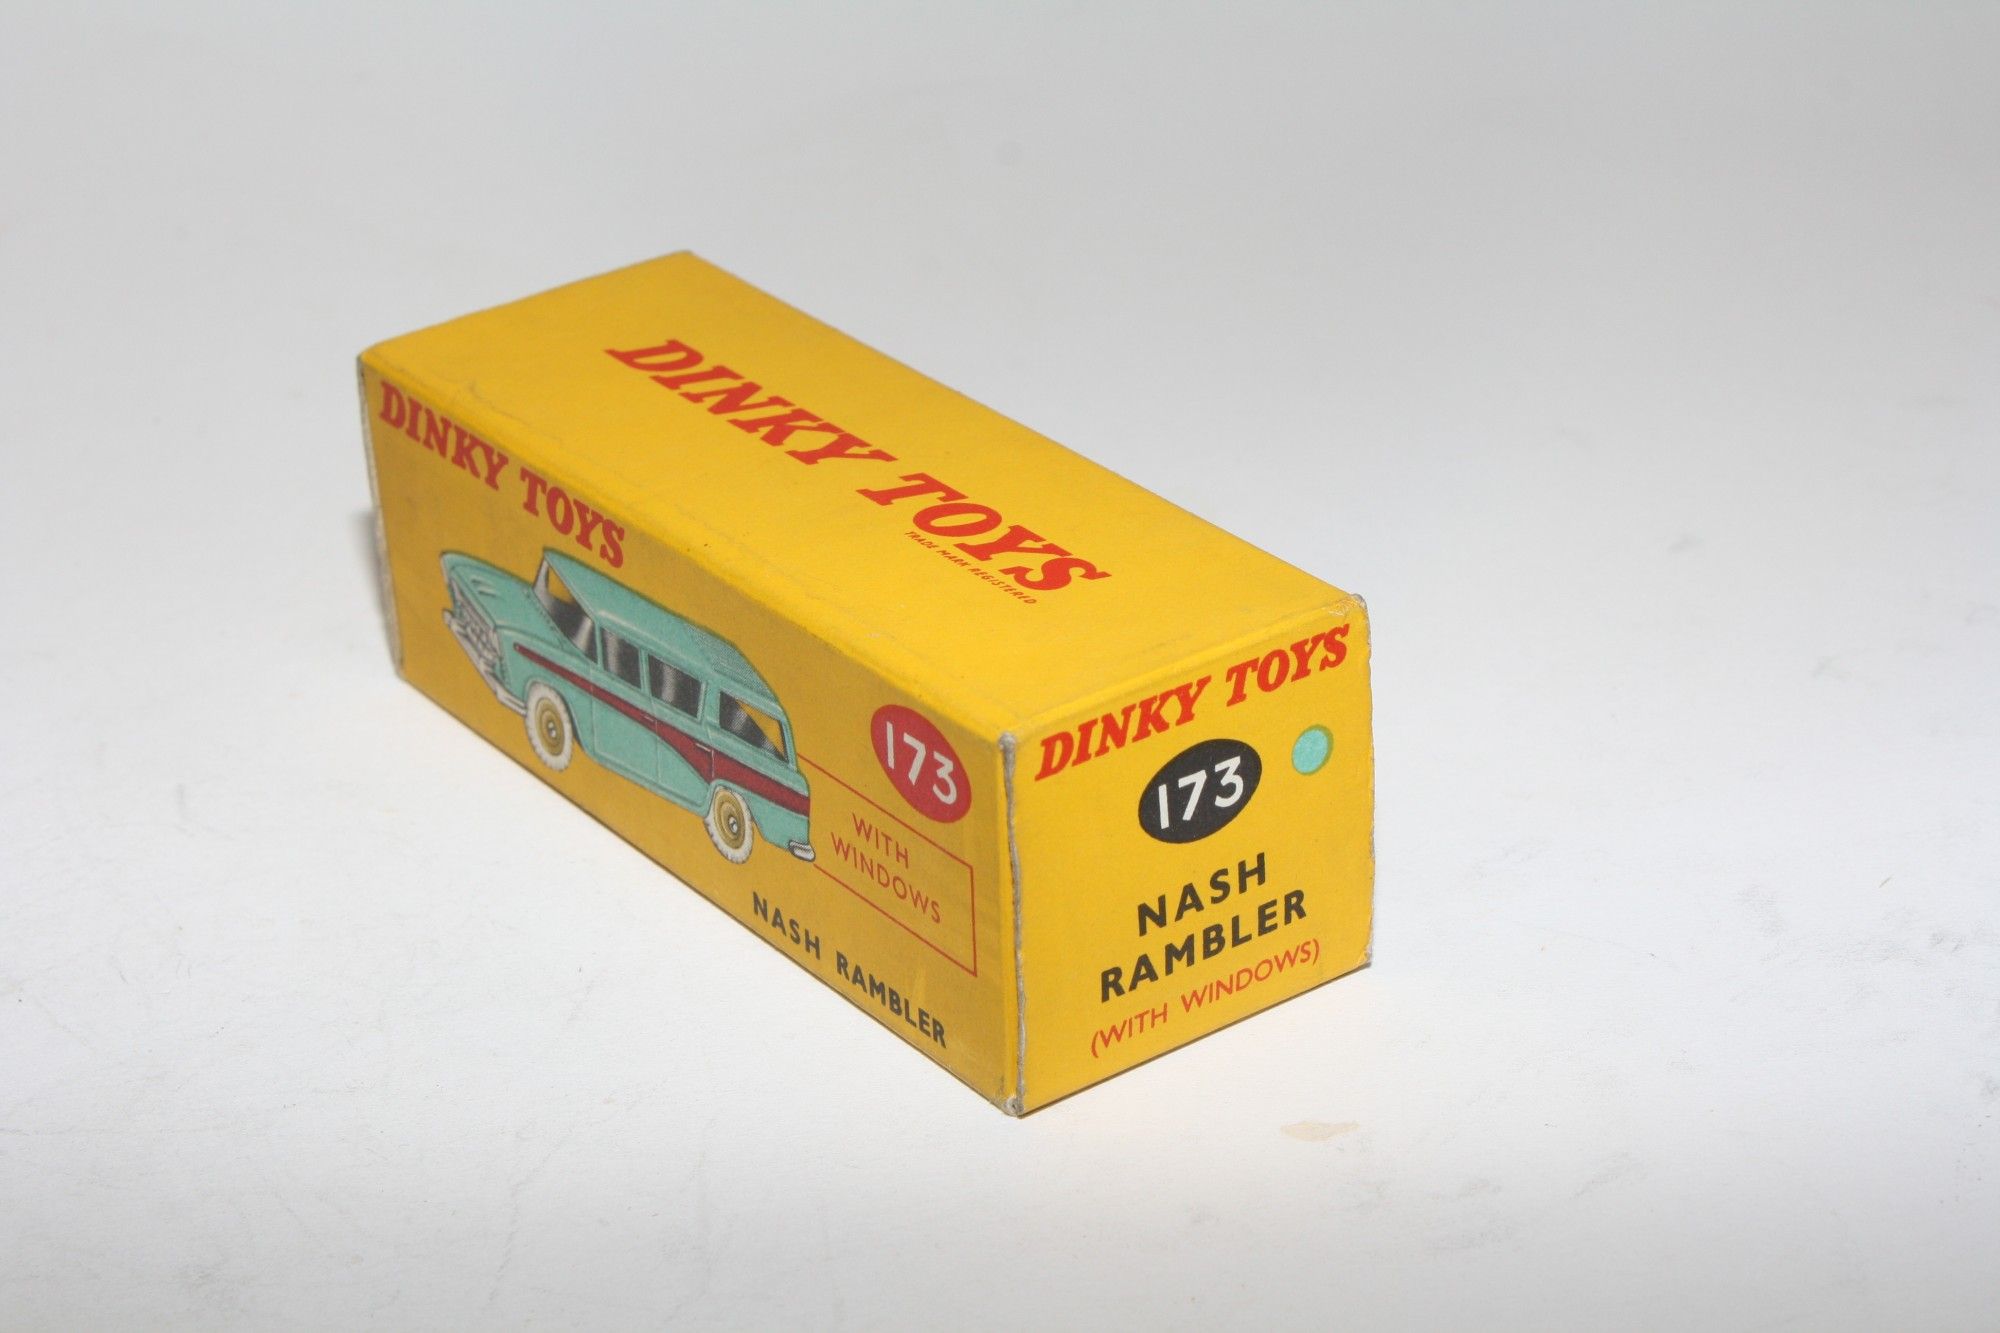 DINKY TOYS
TRADE MARK REGISTERED
DINKY TOYS
173
WITH
WINDOWS
NASH RAMBLER
DINKY TOYS
173
NASH
RAMBLER
(WITH WINDOWS)